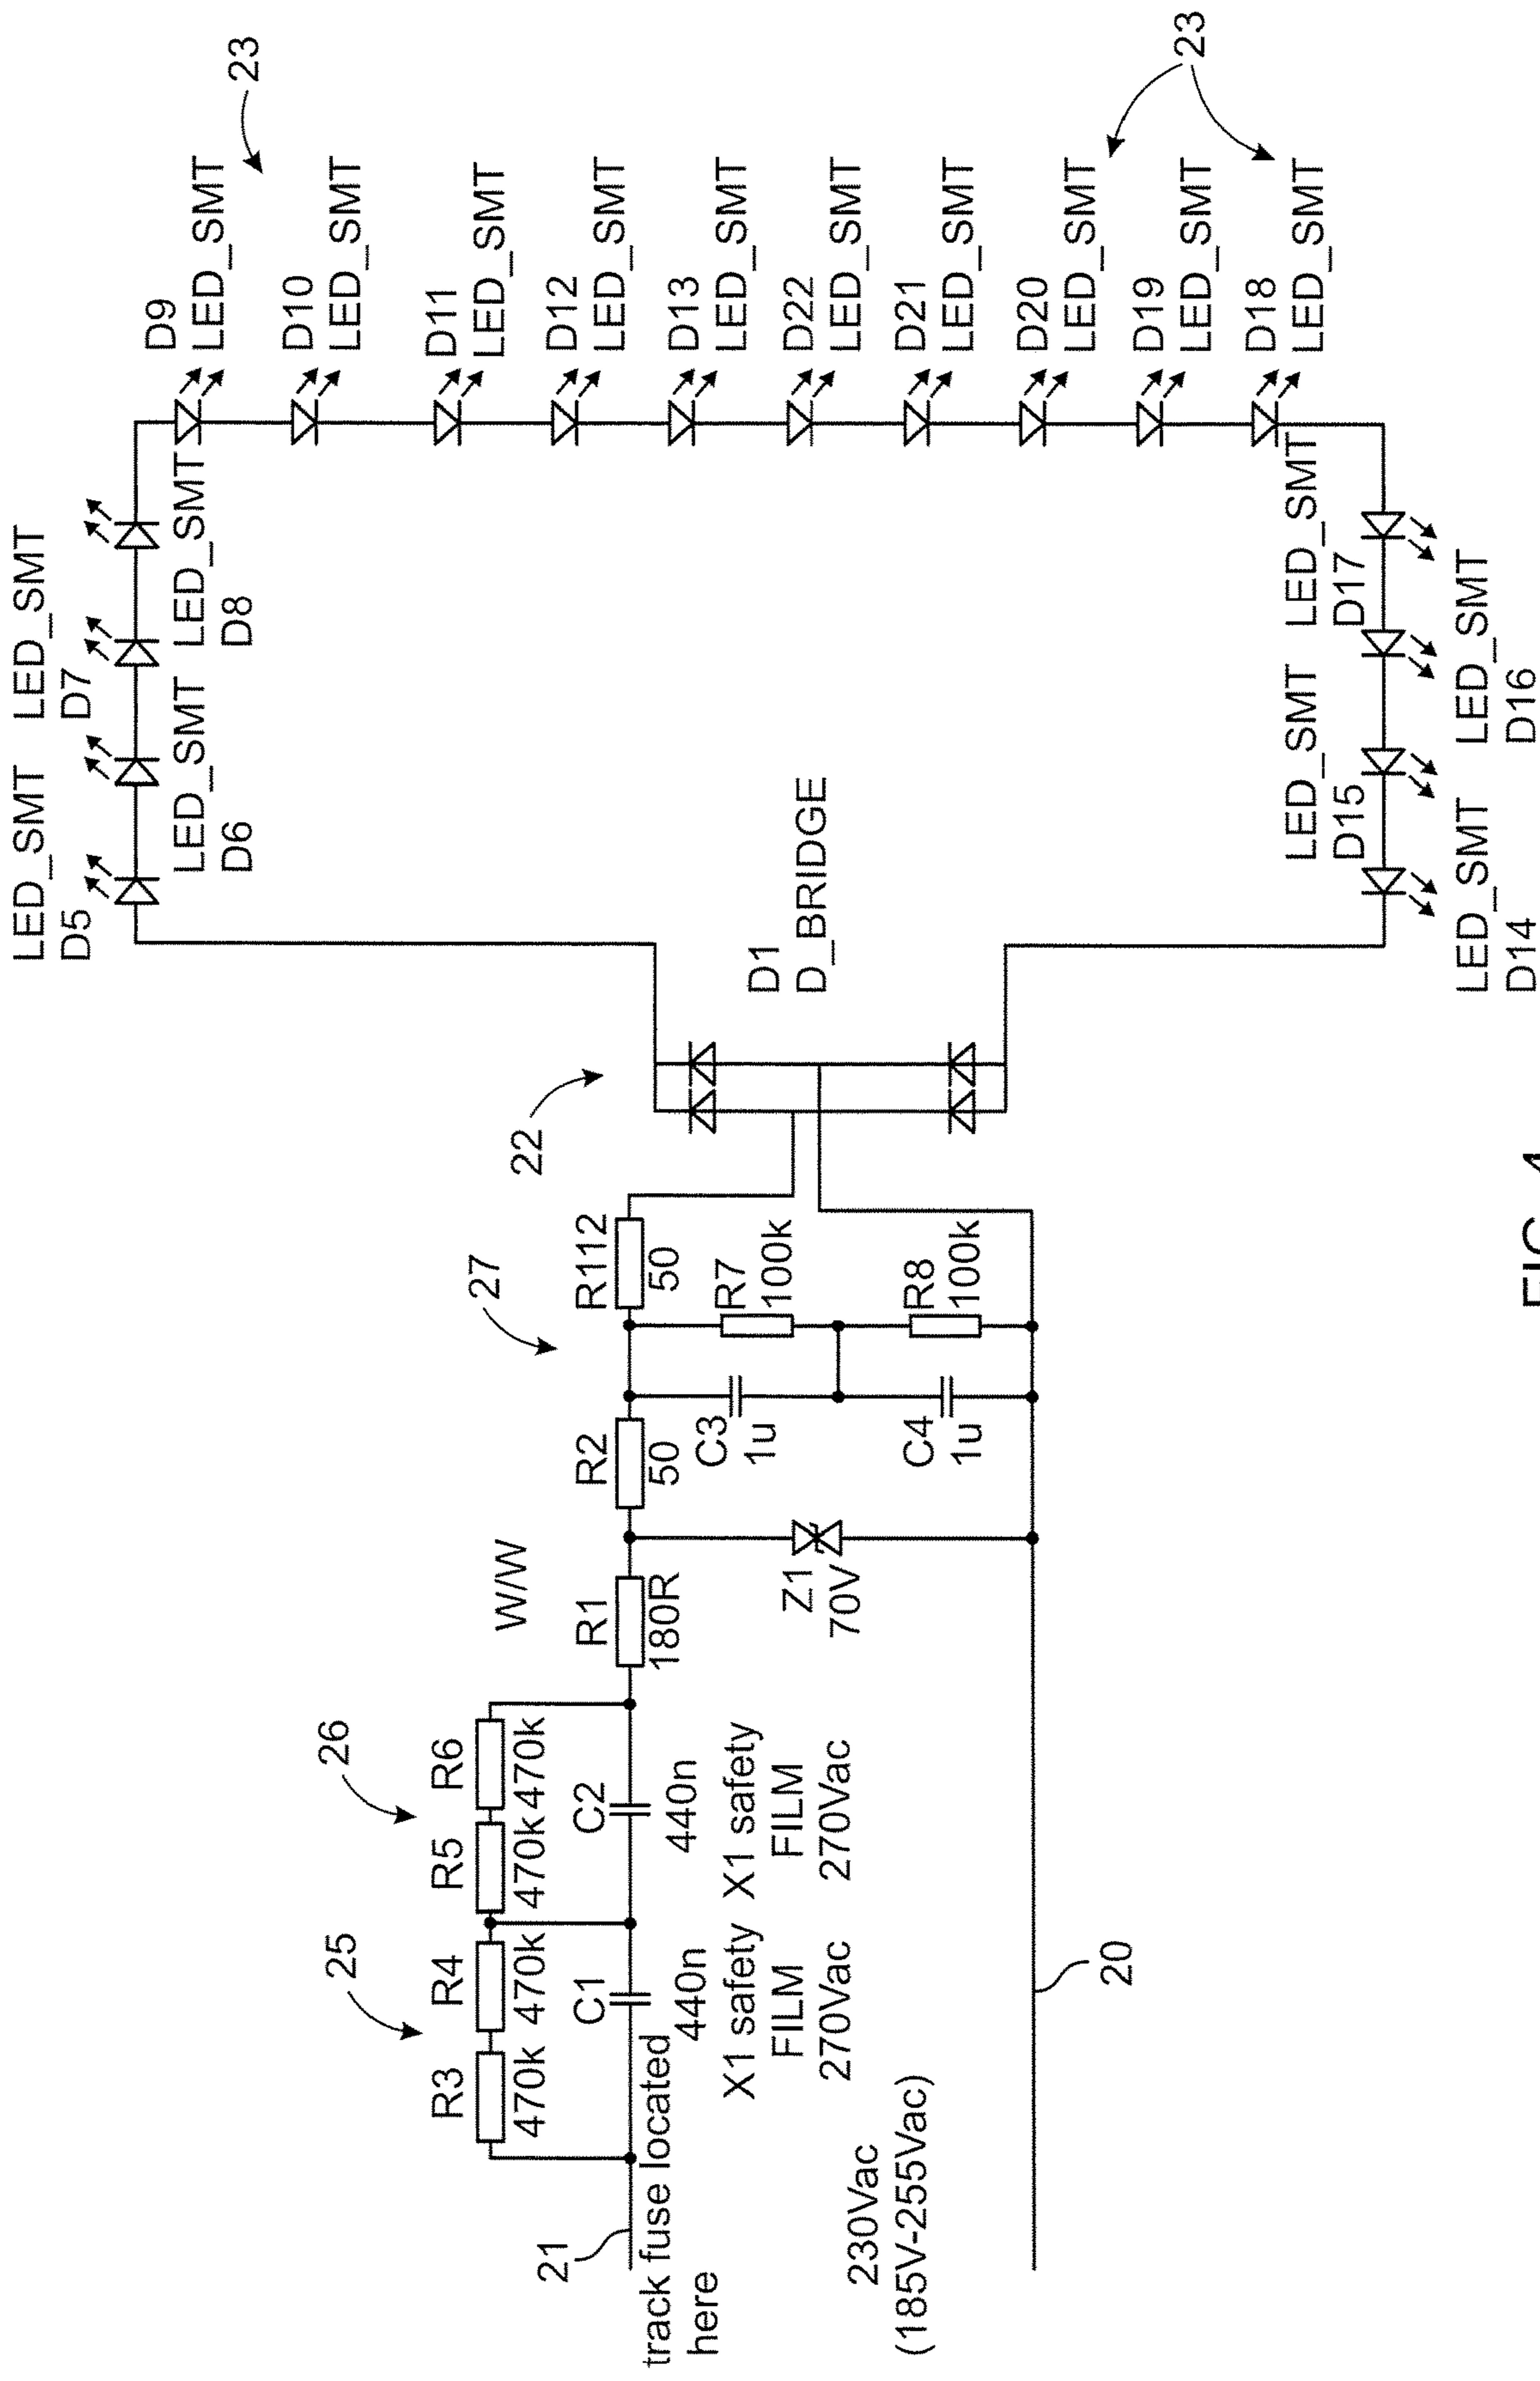 LED_SMT
D5
LED_SMT
D6
LED_SMT
D7
LED_SMT
D8
23
D9
LED_SMT
D10
LED_SMT
D11
LED_SMT
D12
LED_SMT
D13
LED_SMT
D22
LED_SMT
D21
LED_SMT
D20
LED_SMT
D19
LED_SMT
D18
LED_SMT
23
LED_SMT
D17
LED_SMT
D16
LED_SMT
D15
LED_SMT
D14
D1
D_BRIDGE
22
27
R112
50
R7
100k
R8
100k
R2
50
C3
1u
C4
1u
W/W
R1
180R
Z1
70V
26
R6
470k
R5
470k
C2
440n
X1 safety
FILM
270Vac
25
R4
470k
R3
470k
C1
440n
X1 safety
FILM
270Vac
21
track fuse located
here
230Vac
(185V-255Vac)
20